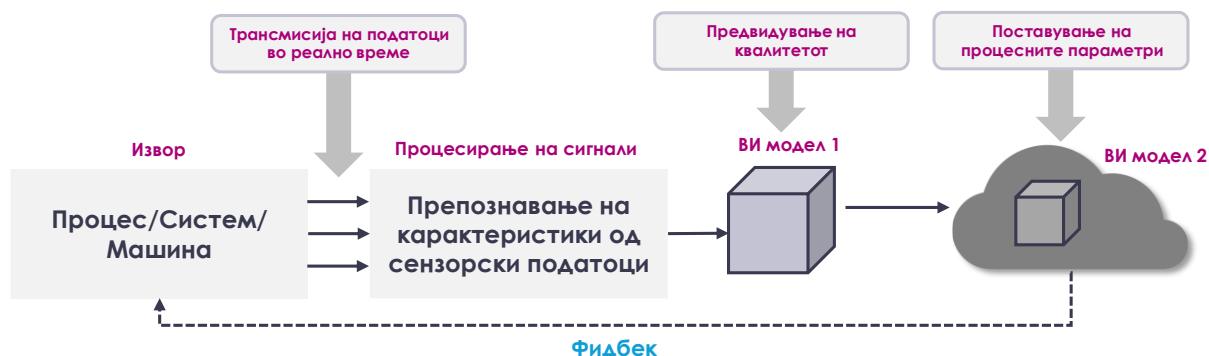 Трансмисија на податоци
во реално време
Предвидување на
квалитетот
Поставување на
процесните параметри
Извор
Процесирање на сигнали
ВИ модел 1
ВИ модел 2
Процес/Систем/
Машина
Препознавање на
карактеристики од
сензорски податоци
Фидбек